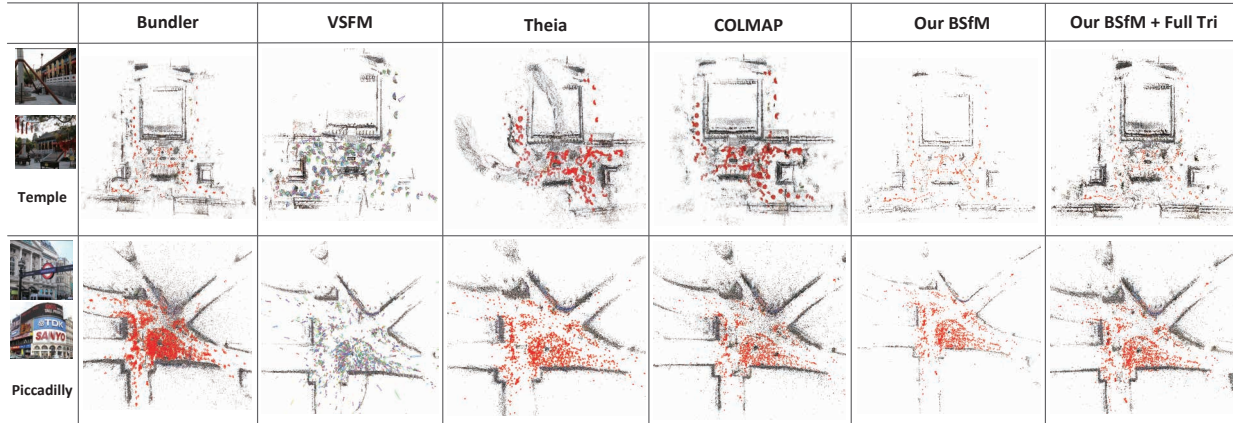 Bundler VSFM Theia COLMAP Our BSfM Our BSfM + Full Tri
Temple
TDK
SANYO
Piccadilly